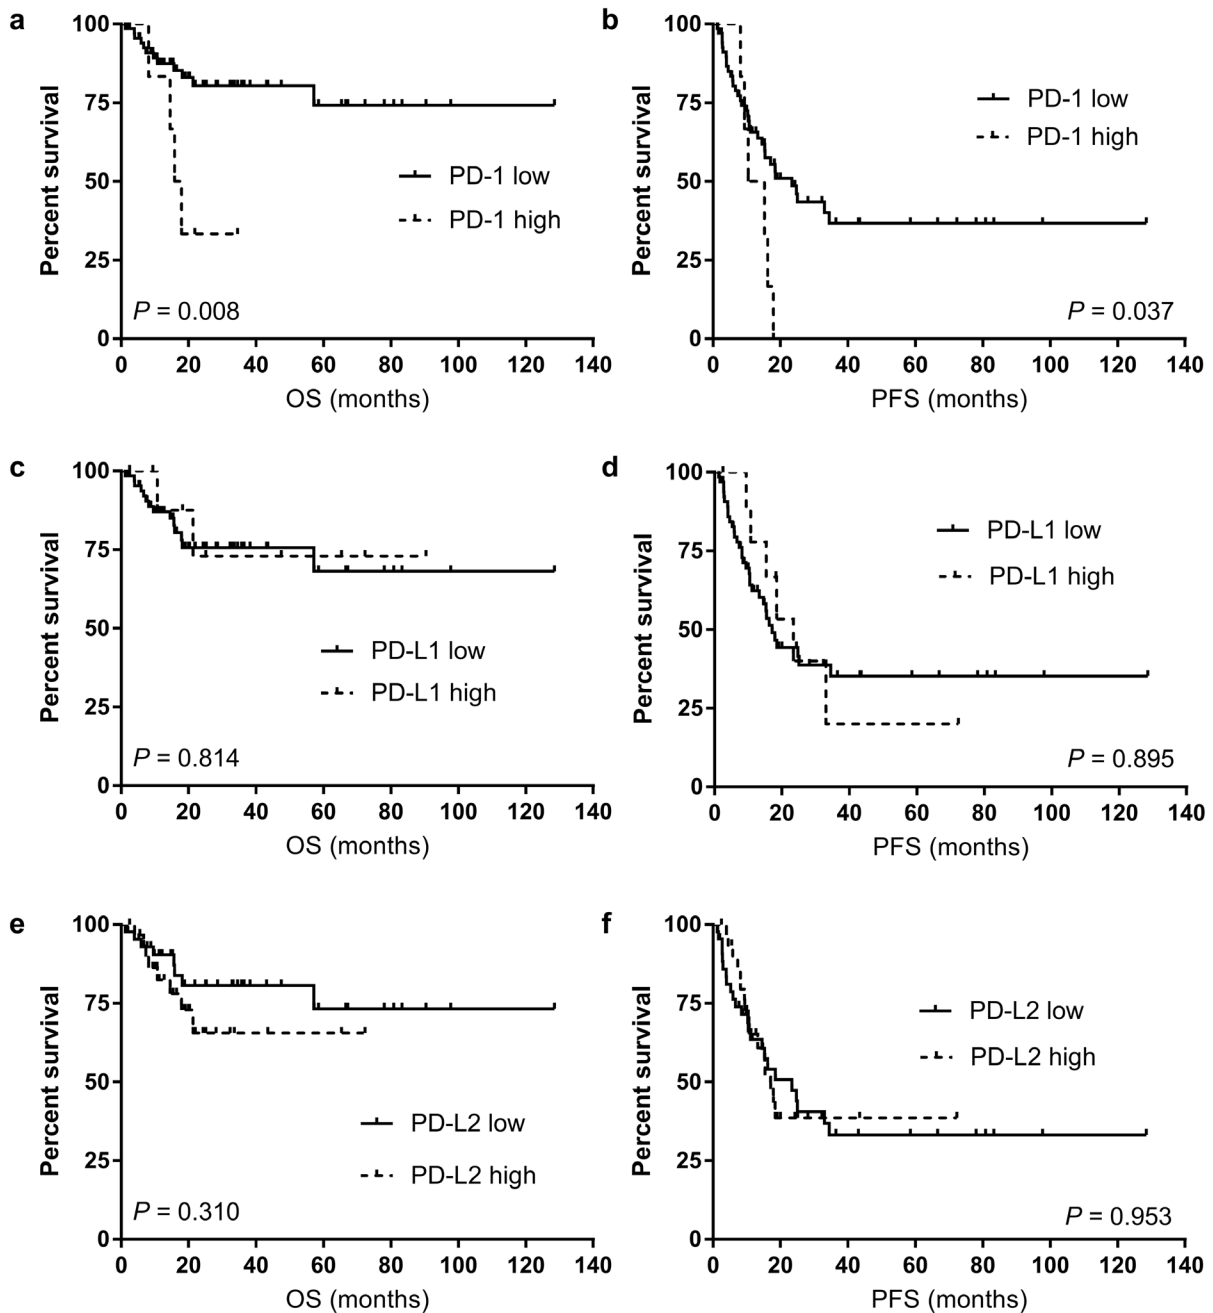 a
100
75
50
25
0
Percent survival
PD-1 low
PD-1 high
P = 0.008
0 20 40 60 80 100 120 140
OS (months)
b
100
75
50
25
0
Percent survival
PD-1 low
PD-1 high
P = 0.037
0 20 40 60 80 100 120 140
PFS (months)
c
100
75
50
25
0
Percent survival
PD-L1 low
PD-L1 high
P = 0.814
0 20 40 60 80 100 120 140
OS (months)
d
100
75
50
25
0
Percent survival
PD-L1 low
PD-L1 high
P = 0.895
0 20 40 60 80 100 120 140
PFS (months)
e
100
75
50
25
0
Percent survival
PD-L2 low
PD-L2 high
P = 0.310
0 20 40 60 80 100 120 140
OS (months)
f
100
75
50
25
0
Percent survival
PD-L2 low
PD-L2 high
P = 0.953
0 20 40 60 80 100 120 140
PFS (months)